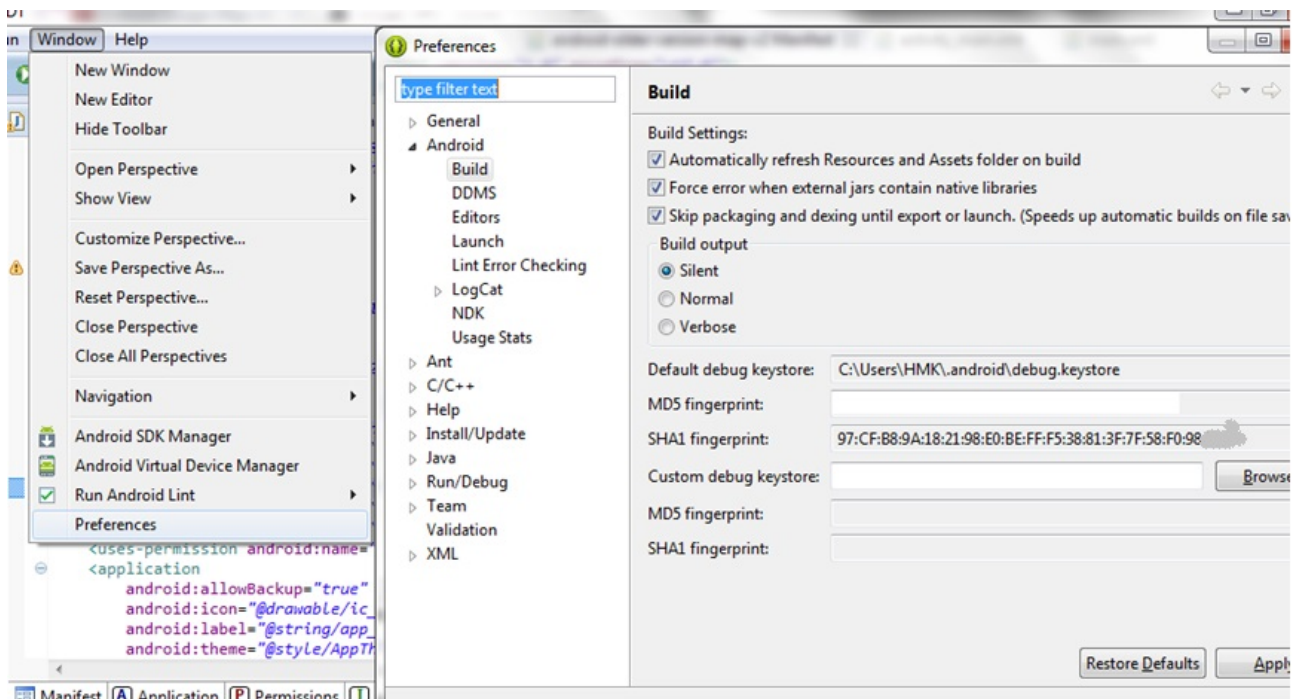 Window Help
New Window
New Editor
Hide Toolbar
Open Perspective
Show View
Customize Perspective...
Save Perspective As...
Reset Perspective...
Close Perspective
Close All Perspectives
Navigation
Android SDK Manager
Android Virtual Device Manager
Run Android Lint
Preferences
<uses-permission android:name="
<application
android:allowBackup="true"
android:icon="@drawable/ic_
android:label="@string/app_
android:theme="@style/AppTh
Manifest A Application P Permissions I
Preferences
type filter text
General
Android
Build
DDMS
Editors
Launch
Lint Error Checking
LogCat
NDK
Usage Stats
Ant
C/C++
Help
Install/Update
Java
Run/Debug
Team
Validation
XML
Build
Build Settings:
Automatically refresh Resources and Assets folder on build
Force error when external jars contain native libraries
Skip packaging and dexing until export or launch. (Speeds up automatic builds on file sav
Build output
Silent
Normal
Verbose
Default debug keystore: C:\Users\HMK\.android\debug.keystore
MD5 fingerprint:
SHA1 fingerprint: 97:CF:B8:9A:18:21:98:E0:BE:FF:F5:38:81:3F:7F:58:F0:98
Custom debug keystore: Browse
MD5 fingerprint:
SHA1 fingerprint:
Restore Defaults Apply